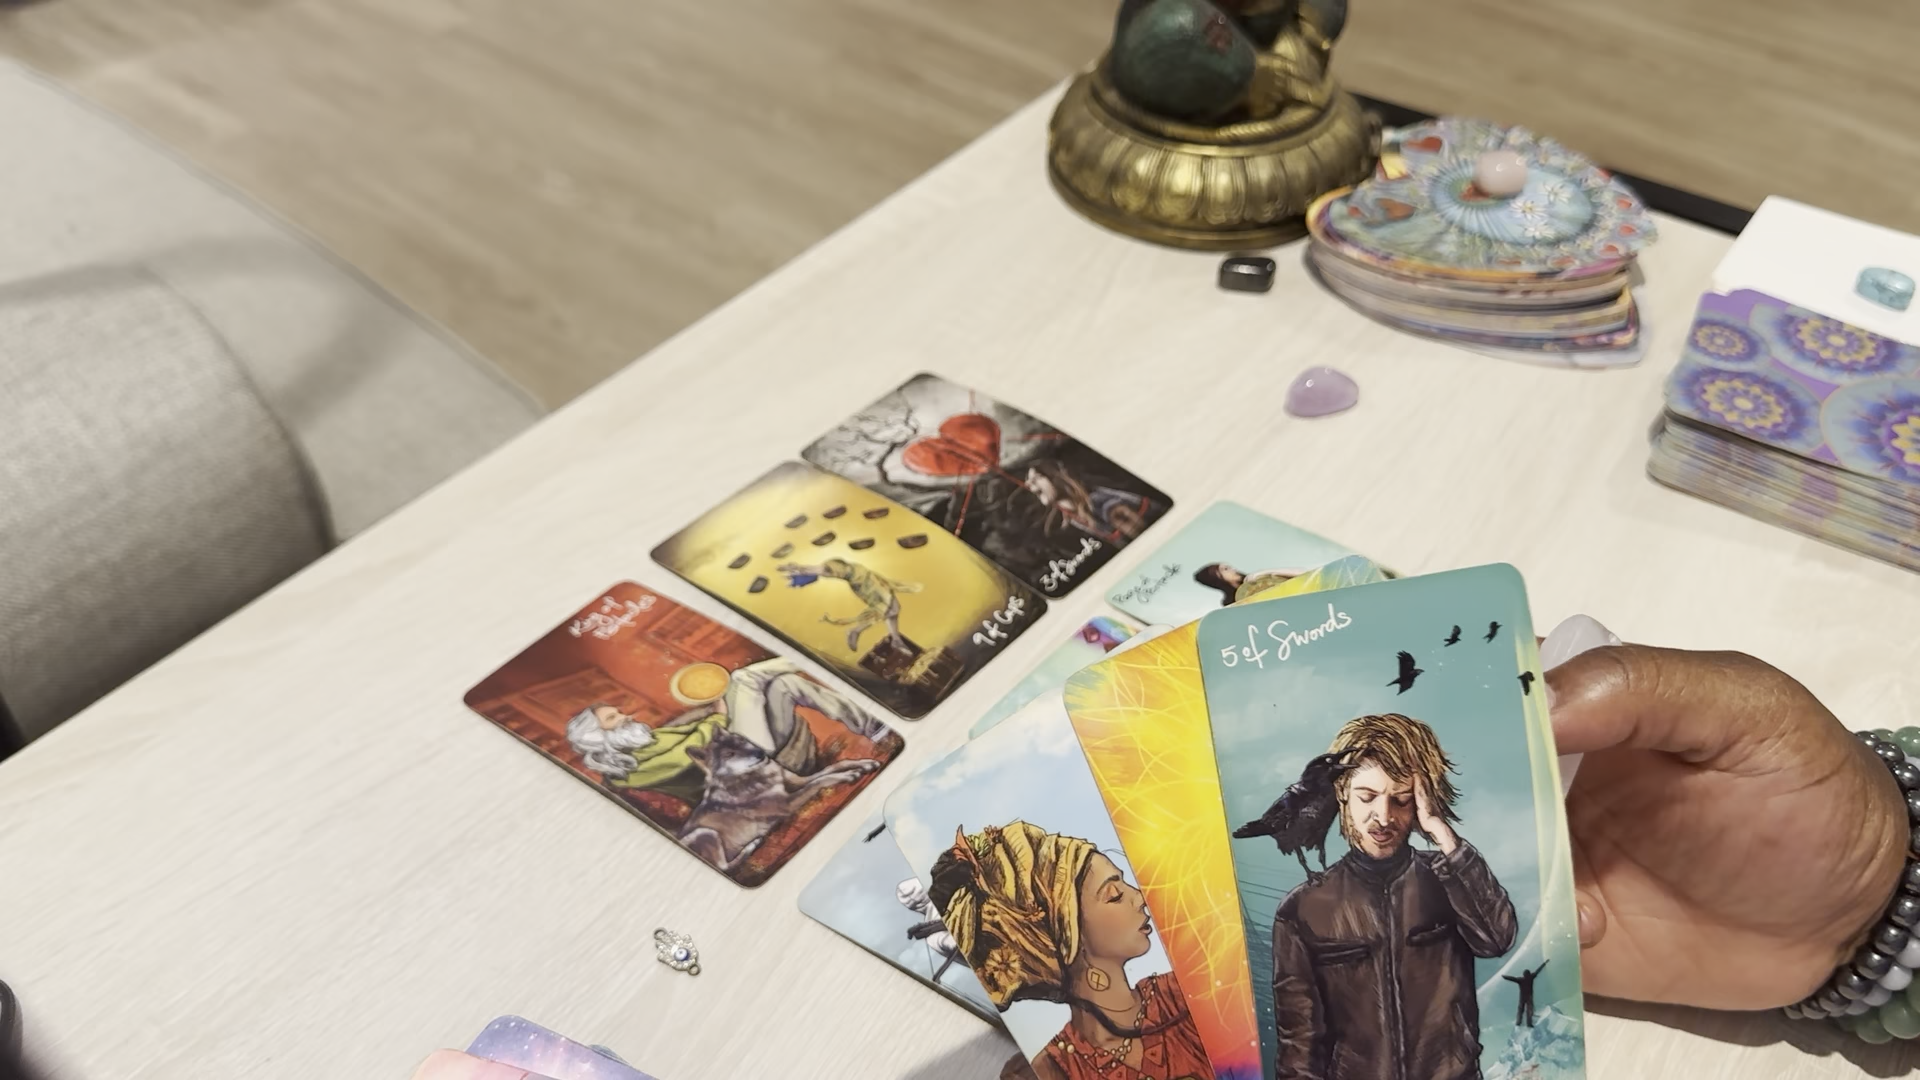 3 of Swords
9 of Cups
King of
Pentacles
5 of Swords